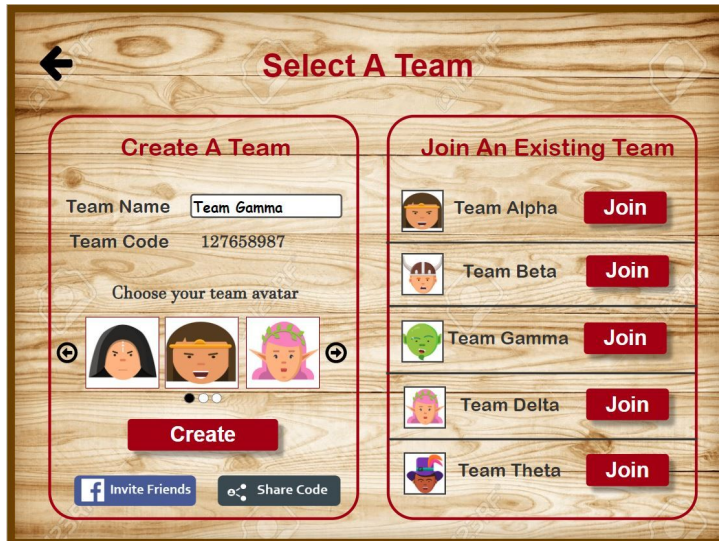 Select A Team
Create A Team
Team Name Team Gamma
Team Code 127658987
Choose your team avatar
Create
Invite Friends
Share Code
Join An Existing Team
Team Alpha Join
Team Beta Join
Team Gamma Join
Team Delta Join
Team Theta Join